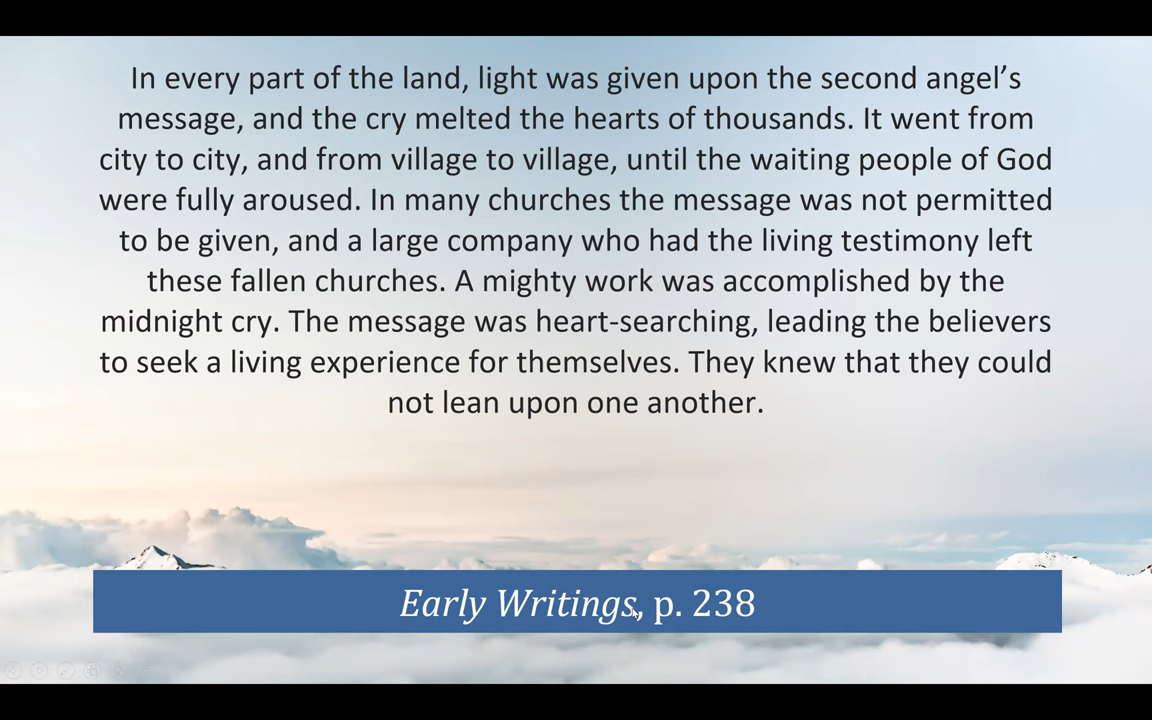 In every part of the land, light was given upon the second angel’s
message, and the cry melted the hearts of thousands. It went from
city to city, and from village to village, until the waiting people of God
were fully aroused. In many churches the message was not permitted
to be given, and a large company who had the living testimony left
these fallen churches. A mighty work was accomplished by the
midnight cry. The message was heart-searching, leading the believers
to seek a living experience for themselves. They knew that they could
not lean upon one another.
Early Writings, p. 238